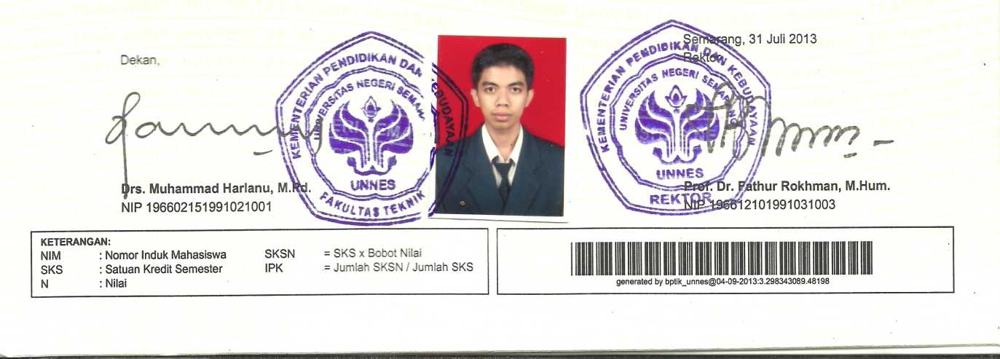 Semarang, 31 Juli 2013
Dekan,
Rektor
KEMENTERIAN PENDIDIKAN DAN KEBUDAYAAN
UNIVERSITAS NEGERI SEMARANG
UNNES
FAKULTAS TEKNIK
KEMENTERIAN PENDIDIKAN DAN KEBUDAYAAN
UNIVERSITAS NEGERI SEMARANG
UNNES
REKTOR
Drs. Muhammad Harlanu, M.Pd.
NIP 196602151991021001
Prof. Dr. Fathur Rokhman, M.Hum.
NIP 196612101991031003
KETERANGAN:
NIM : Nomor Induk Mahasiswa SKSN = SKS x Bobot Nilai
SKS : Satuan Kredit Semester IPK = Jumlah SKSN / Jumlah SKS
N : Nilai
generated by bptik_unnes@04-09-2013:3.298343089.48198